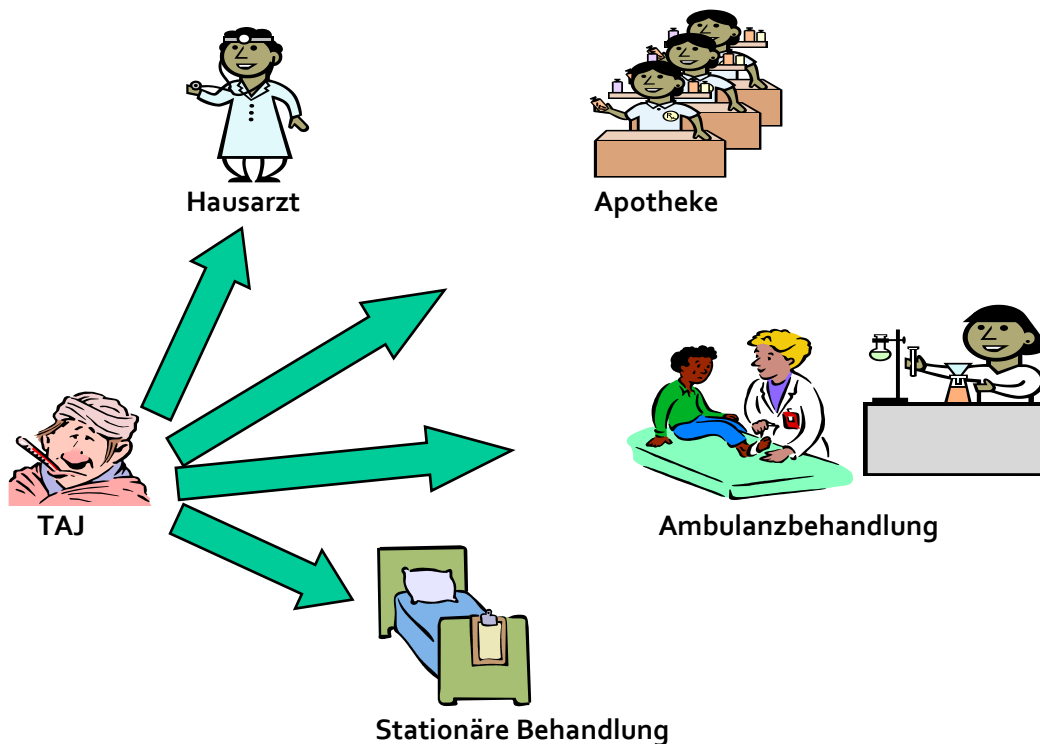 Hausarzt
Apotheke
TAJ
Ambulanzbehandlung
Stationäre Behandlung